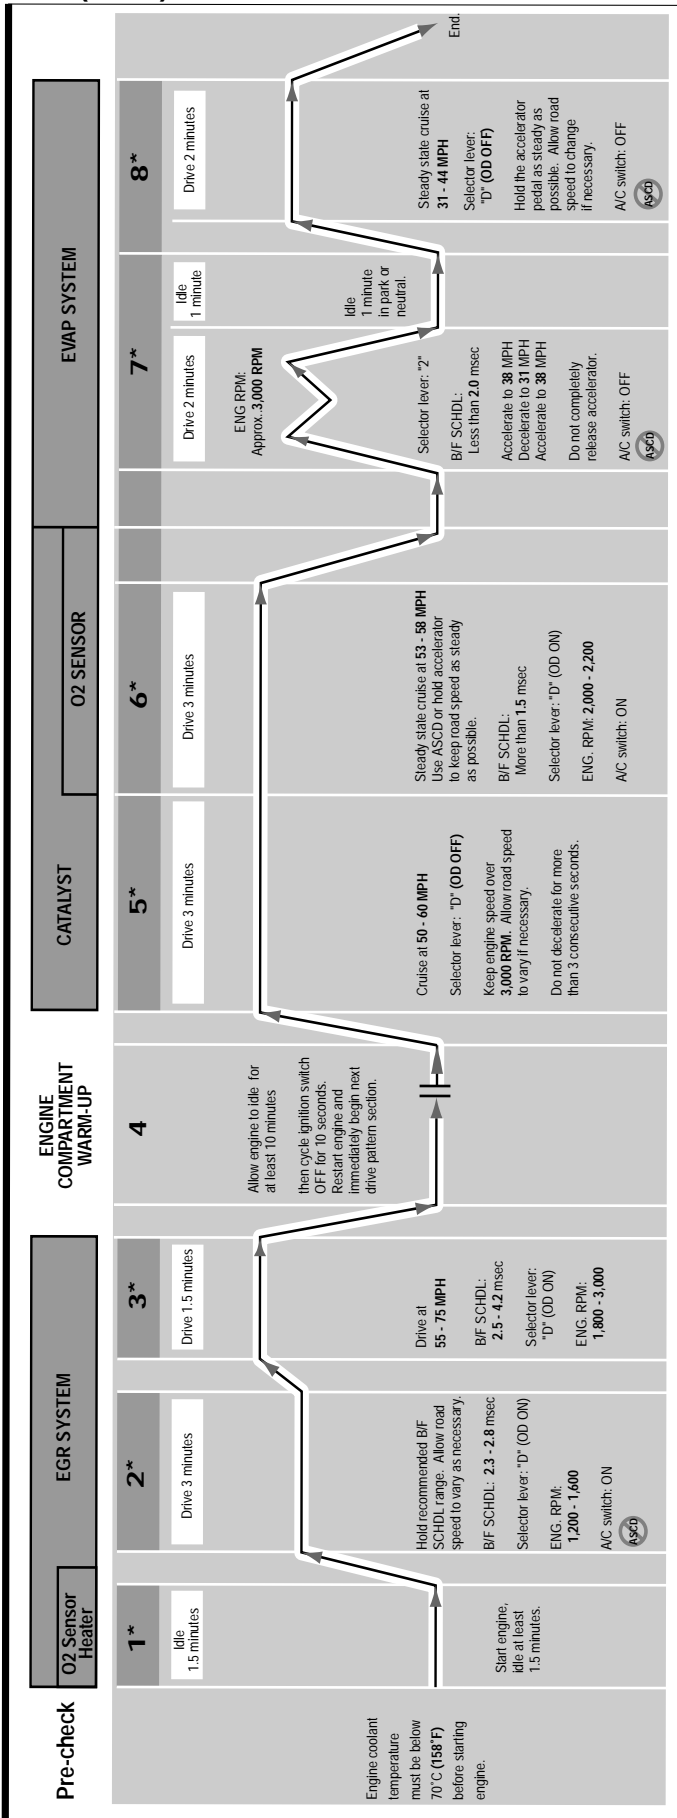 Pre-check
O2 Sensor
Heater
EGR SYSTEM
ENGINE
COMPARTMENT
WARM-UP
CATALYST
O2 SENSOR
EVAP SYSTEM
Engine coolant
temperature
must be below
70˚C (158˚F)
before starting
engine.
1*
Idle
1.5 minutes
Start engine,
idle at least
1.5 minutes.
2*
Drive 3 minutes
Hold recommended B/F
SCHDL range. Allow road
speed to vary as necessary.
B/F SCHDL: 2.3 - 2.8 msec
Selector lever: "D" (OD ON)
ENG. RPM:
1,200 - 1,600
A/C switch: ON
ASCD
3*
Drive 1.5 minutes
Drive at
55 - 75 MPH
B/F SCHDL:
2.5 - 4.2 msec
Selector lever:
"D" (OD ON)
ENG. RPM:
1,800 - 3,000
4
Allow engine to idle for
at least 10 minutes
then cycle ignition switch
OFF for 10 seconds.
Restart engine and
immediately begin next
drive pattern section.
5*
Drive 3 minutes
Cruise at 50 - 60 MPH
Selector lever: "D" (OD OFF)
Keep engine speed over
3,000 RPM. Allow road speed
to vary if necessary.
Do not decelerate for more
than 3 consecutive seconds.
6*
Drive 3 minutes
Steady state cruise at 53 - 58 MPH
Use ASCD or hold accelerator
to keep road speed as steady
as possible.
B/F SCHDL:
More than 1.5 msec
Selector lever: "D" (OD ON)
ENG. RPM: 2,000 - 2,200
A/C switch: ON
7*
Drive 2 minutes
ENG RPM:
Approx..3,000 RPM
Selector lever: "2"
B/F SCHDL:
Less than 2.0 msec
Accelerate to 38 MPH
Decelerate to 31 MPH
Accelerate to 38 MPH
Do not completely
release accelerator.
A/C switch: OFF
ASCD
Idle
1 minute
Idle
1 minute
in park or
neutral.
8*
Drive 2 minutes
Steady state cruise at
31 - 44 MPH
Selector lever:
"D" (OD OFF)
Hold the accelerator
pedal as steady as
possible. Allow road
speed to change
if necessary.
A/C switch: OFF
ASCD
End.